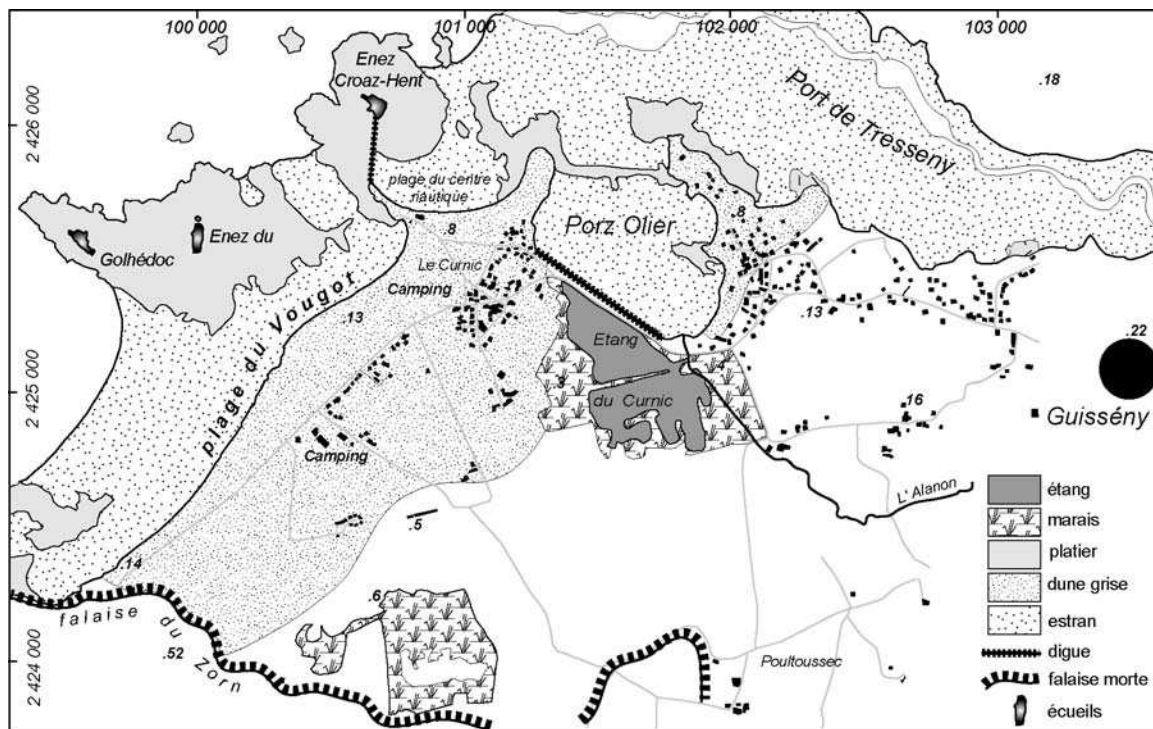 100 000
101 000
102 000
103 000
2 426 000
2 425 000
2 424 000
Enez
Croaz-Hent
Port de Tresseny
.18
plage du centre
nautique
Porz Olier
.8
.8
Enez du
Golhédoc
Le Curnic
Camping
.13
.13
.22
plage du Vougot
Etang
du Curnic
3
.16
Guissény
Camping
L' Alanon
.5
.14
.6
falaise du Zorn
.52
Poultoussec
étang
marais
platier
dune grise
estran
digue
falaise morte
écueils